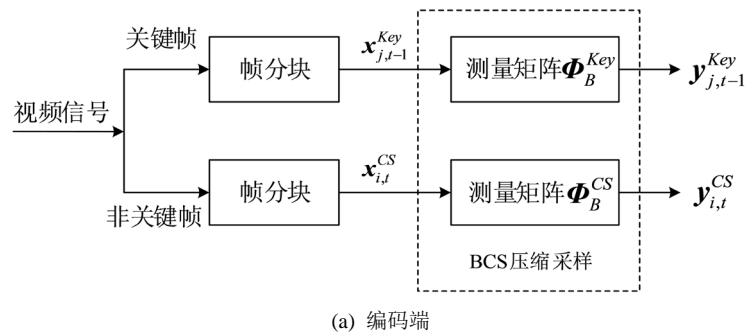 关键帧
帧分块
x_{j,t-1}^{Key}
测量矩阵Φ_B^{Key}
y_{j,t-1}^{Key}
视频信号
非关键帧
帧分块
x_{i,t}^{CS}
测量矩阵Φ_B^{CS}
y_{i,t}^{CS}
BCS压缩采样
(a) 编码端